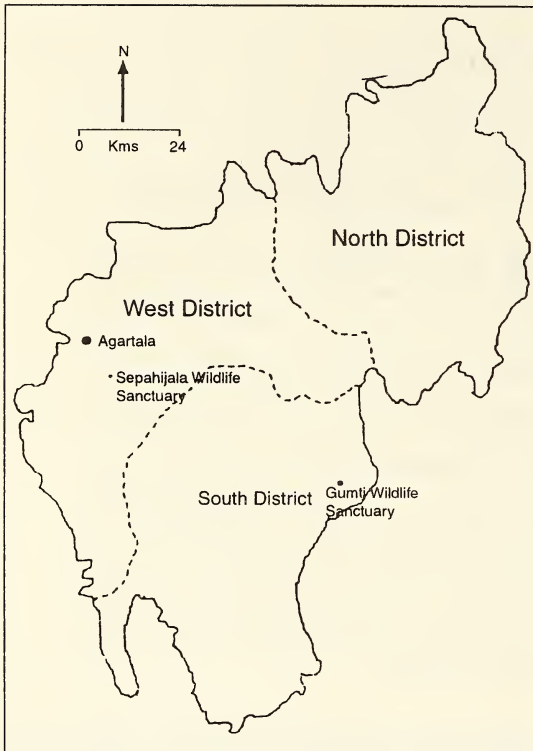 N
0 Kms 24
North District
West District
Agartala
Sepahijala Wildlife
Sanctuary
South District
Gumti Wildlife
Sanctuary